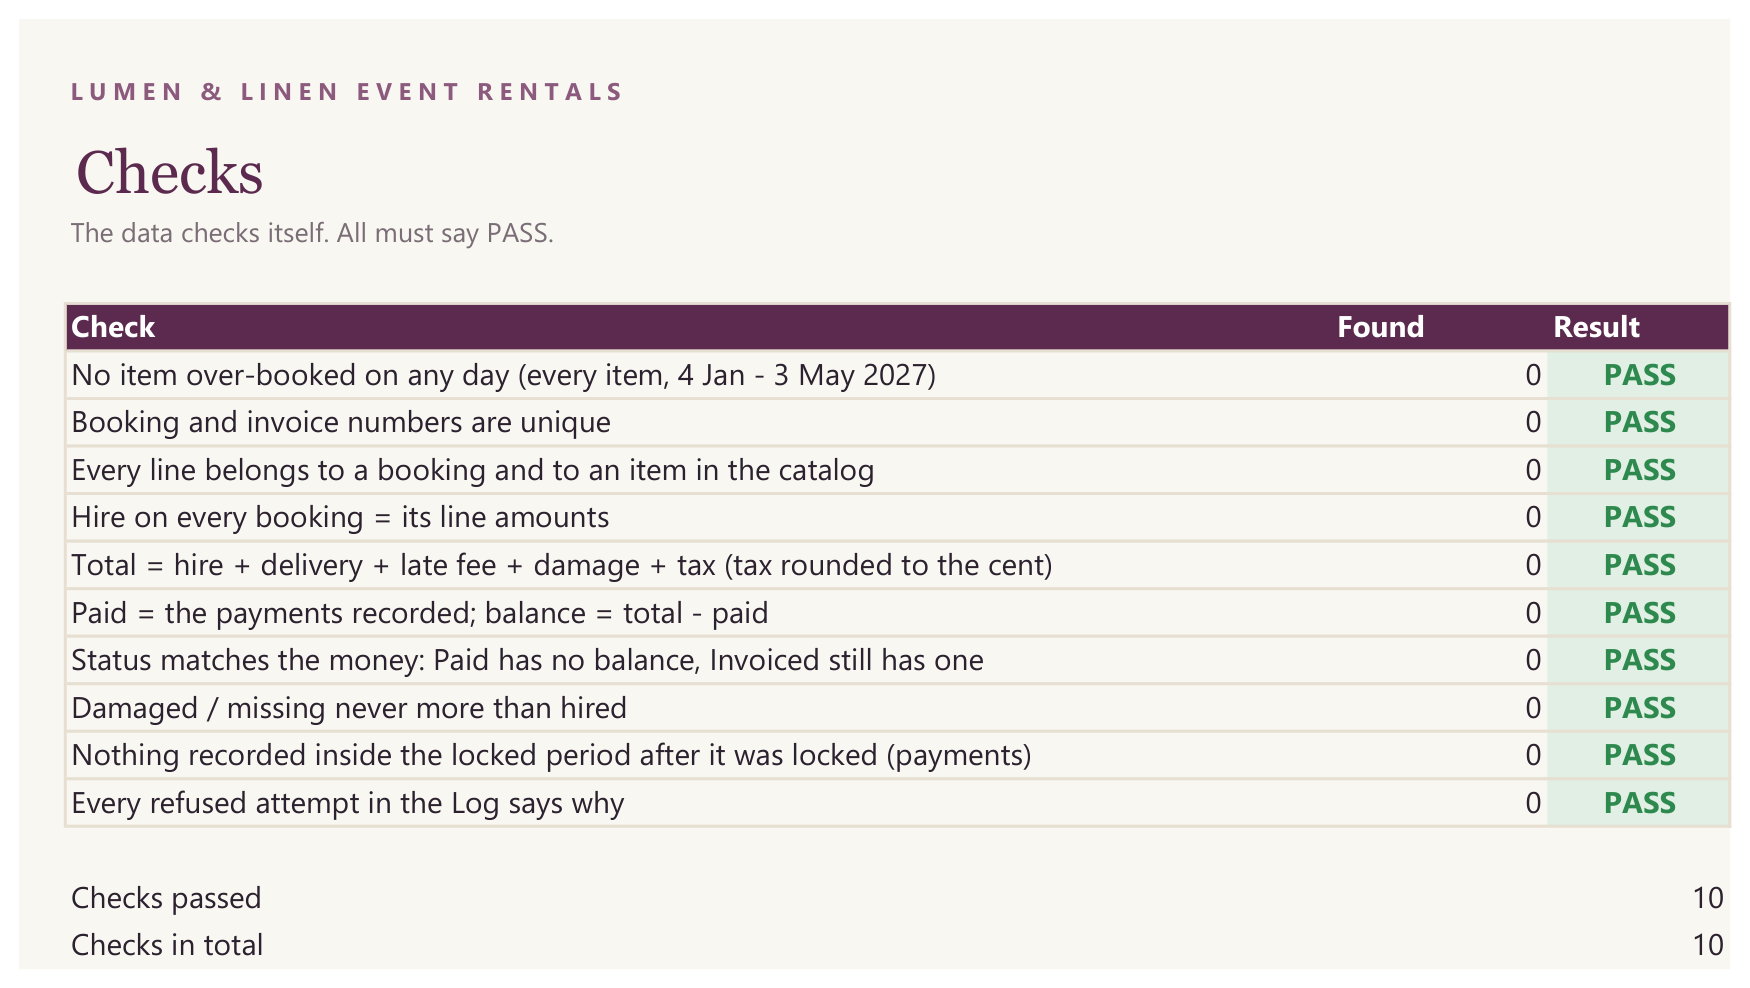 LUMEN & LINEN EVENT RENTALS
Checks
The data checks itself. All must say PASS.
Check Found Result
No item over-booked on any day (every item, 4 Jan - 3 May 2027) 0 PASS
Booking and invoice numbers are unique 0 PASS
Every line belongs to a booking and to an item in the catalog 0 PASS
Hire on every booking = its line amounts 0 PASS
Total = hire + delivery + late fee + damage + tax (tax rounded to the cent) 0 PASS
Paid = the payments recorded; balance = total - paid 0 PASS
Status matches the money: Paid has no balance, Invoiced still has one 0 PASS
Damaged / missing never more than hired 0 PASS
Nothing recorded inside the locked period after it was locked (payments) 0 PASS
Every refused attempt in the Log says why 0 PASS
Checks passed 10
Checks in total 10